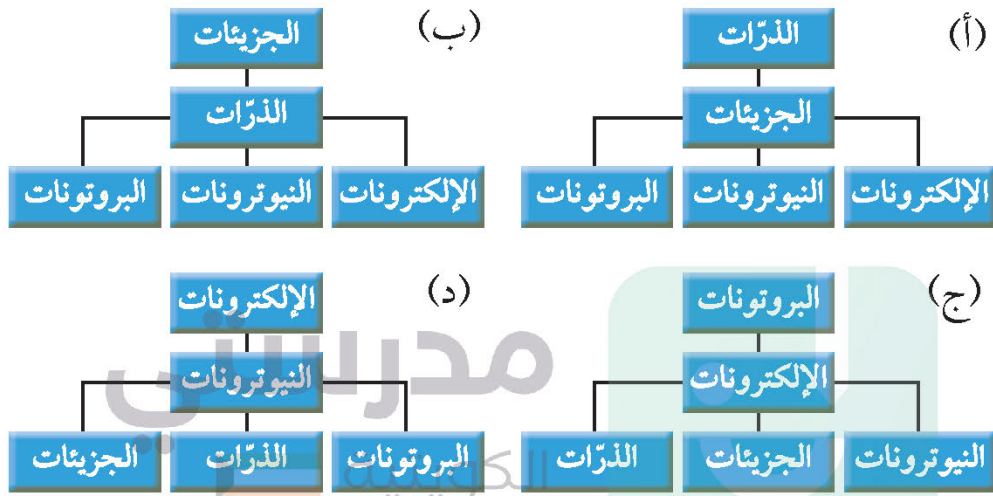 (أ)
الذرّات
الجزيئات
الإلكترونات النيوترونات البروتونات
(ب)
الجزيئات
الذرّات
الإلكترونات النيوترونات البروتونات
(ج)
البروتونات
الإلكترونات
النيوترونات الجزيئات الذرّات
(د)
الإلكترونات
النيوترونات
البروتونات الذرّات الجزيئات
مدرستي
الكويتية